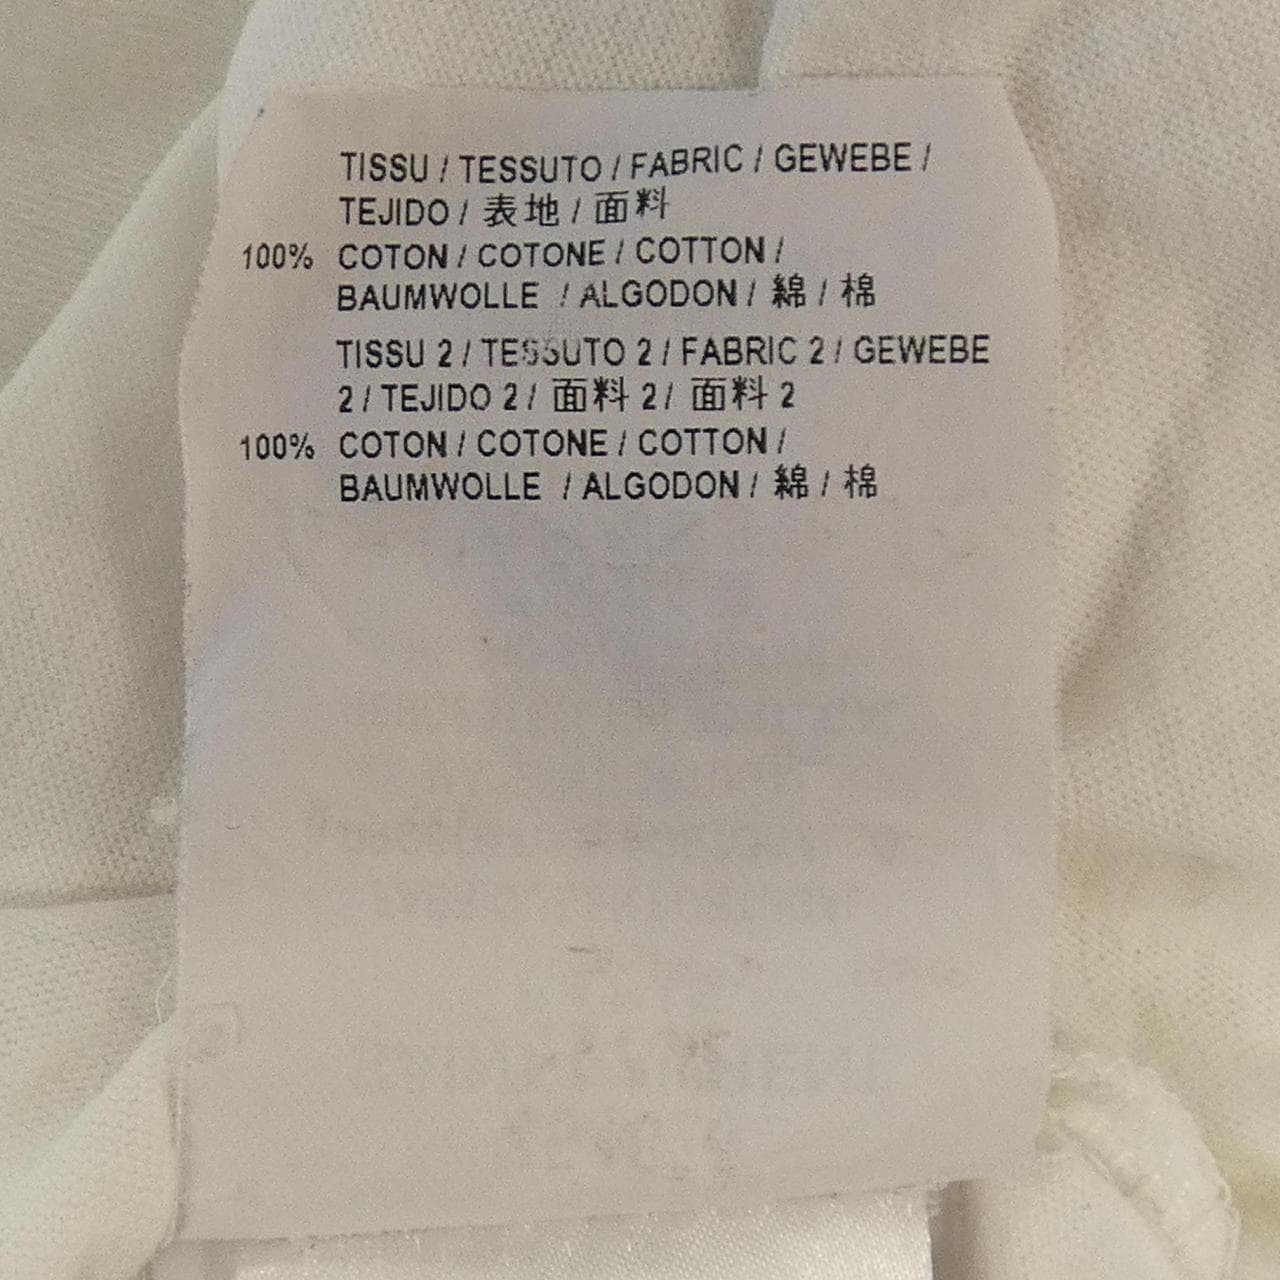 TISSU / TESSUTO / FABRIC / GEWEBE /
TEJIDO / 表地 / 面料
100% COTON / COTONE / COTTON /
BAUMWOLLE / ALGODON / 綿 / 棉
TISSU 2 / TESSUTO 2 / FABRIC 2 / GEWEBE
2 / TEJIDO 2 / 面料 2 / 面料 2
100% COTON / COTONE / COTTON /
BAUMWOLLE / ALGODON / 綿 / 棉